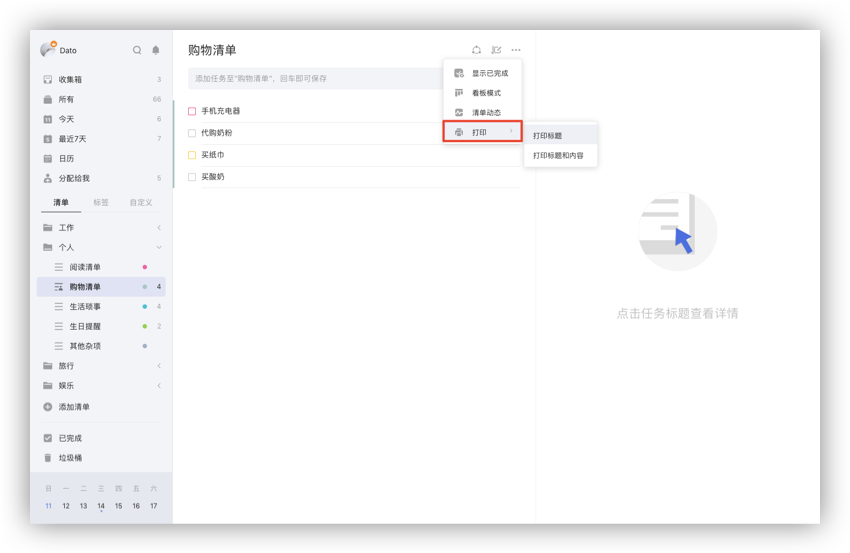 Dato
收集箱 3
所有 66
今天 6
最近7天 7
日历
分配给我 5
清单 标签 自定义
工作
个人
阅读清单
购物清单 4
生活琐事 4
生日提醒 2
其他杂项
旅行
娱乐
添加清单
已完成
垃圾桶
日 一 二 三 四 五 六
11 12 13 14 15 16 17
购物清单
添加任务至"购物清单"，回车即可保存
手机充电器
代购奶粉
买纸巾
买酸奶
显示已完成
看板模式
清单动态
打印
打印标题
打印标题和内容
点击任务标题查看详情